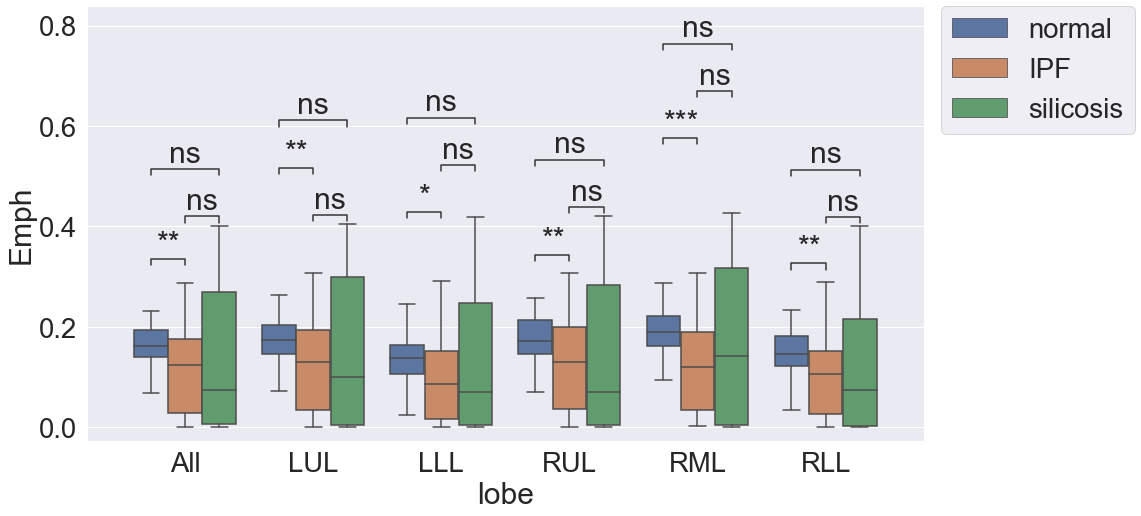 0.8
0.6
0.4
0.2
0.0
Emph
ns
ns
**
ns
ns
**
ns
ns
*
ns
ns
**
ns
ns
***
ns
ns
**
All LUL LLL RUL RML RLL
lobe
normal
IPF
silicosis